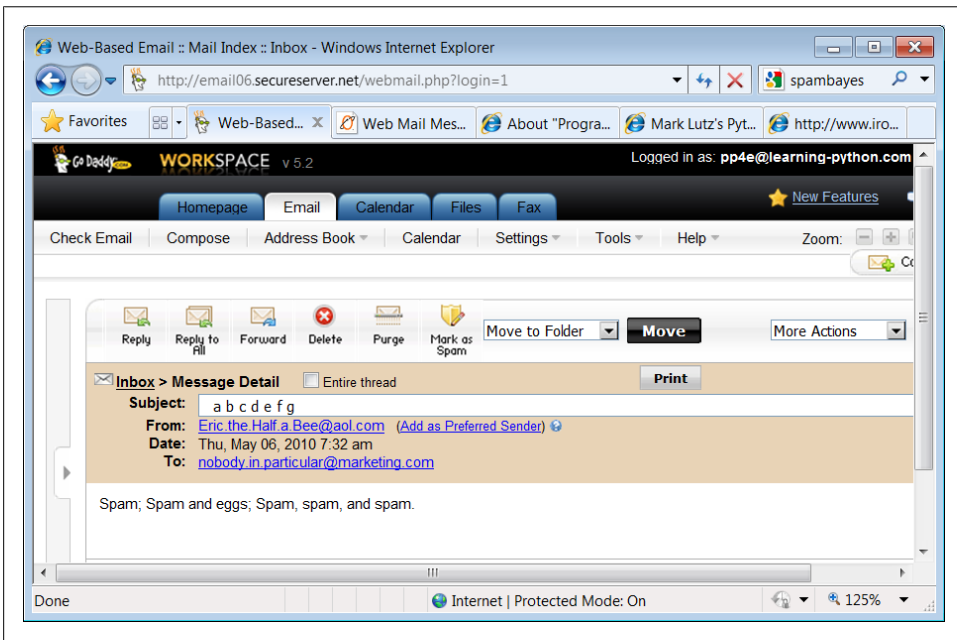 Web-Based Email :: Mail Index :: Inbox - Windows Internet Explorer
http://email06.secureserver.net/webmail.php?login=1
spambayes
Favorites
Web-Based...
Web Mail Mes...
About "Progra...
Mark Lutz's Pyt...
http://www.iro...
Go Daddy.com
WORKSPACE v 5.2
Logged in as: pp4e@learning-python.com
Homepage Email Calendar Files Fax
New Features
Check Email Compose Address Book Calendar Settings Tools Help Zoom:
Co
Reply
Reply to All
Forward
Delete
Purge
Mark as Spam
Move to Folder
Move
More Actions
Inbox > Message Detail Entire thread
Print
Subject: a b c d e f g
From: Eric.the.Half.a.Bee@aol.com (Add as Preferred Sender)
Date: Thu, May 06, 2010 7:32 am
To: nobody.in.particular@marketing.com
Spam; Spam and eggs; Spam, spam, and spam.
Done
Internet | Protected Mode: On
125%